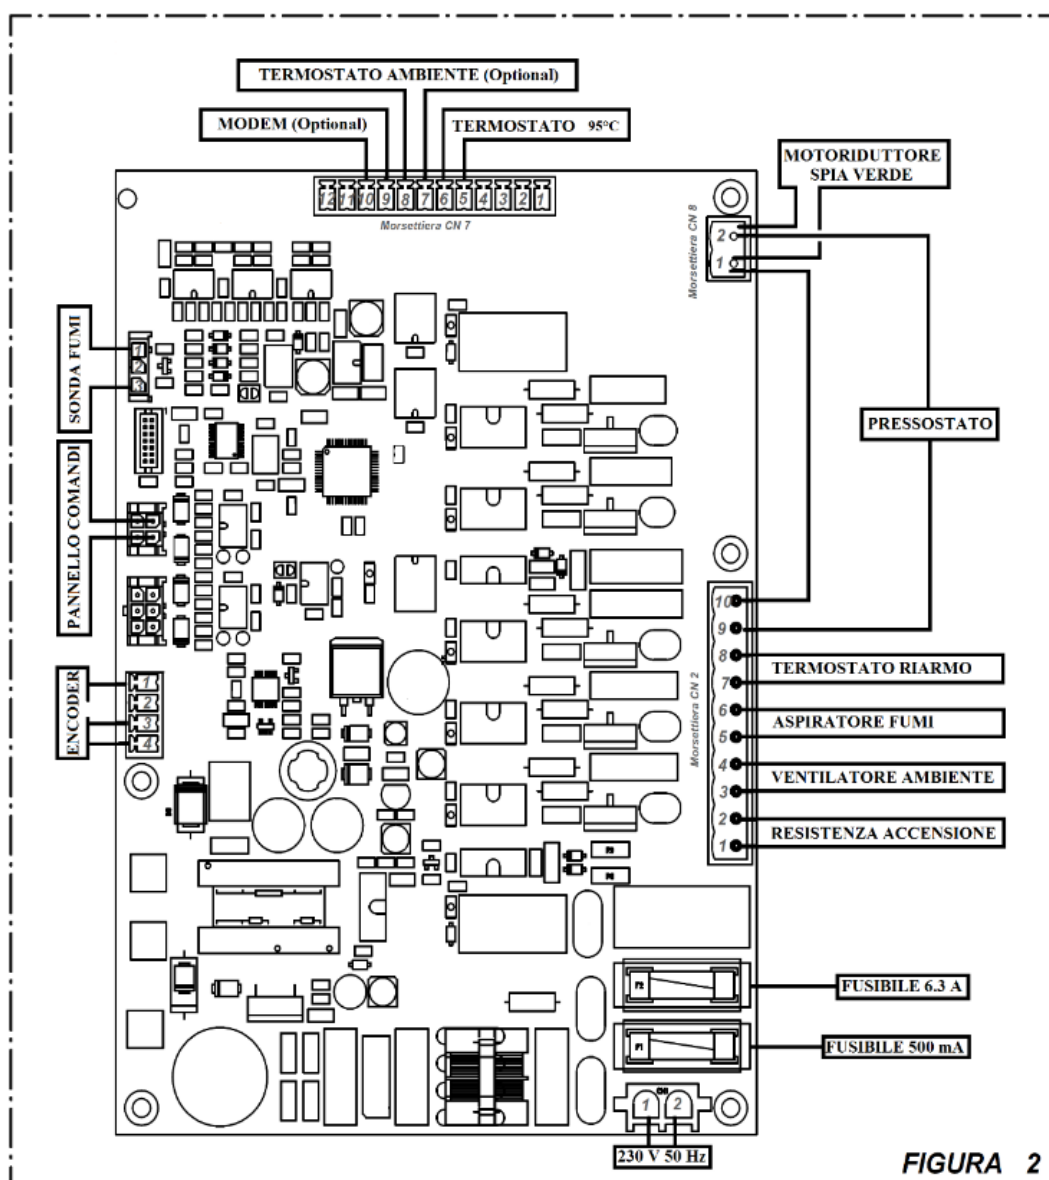 TERMOSTATO AMBIENTE (Optional)
MODEM (Optional)
TERMOSTATO 95°C
MOTORIDUTTORE
SPIA VERDE
12 11 10 9 8 7 6 5 4 3 2 1
Morsettiera CN 7
2
1
Morsettiera CN 8
SONDA FUMI
1
2
3
PRESSOSTATO
PANNELLO COMANDI
10
9
8
7
6
5
4
3
2
1
Morsettiera CN 2
TERMOSTATO RIARMO
ASPIRATORE FUMI
VENTILATORE AMBIENTE
RESISTENZA ACCENSIONE
ENCODER
1
2
3
4
F2
FUSIBILE 6.3 A
F1
FUSIBILE 500 mA
1 2
230 V 50 Hz
FIGURA 2